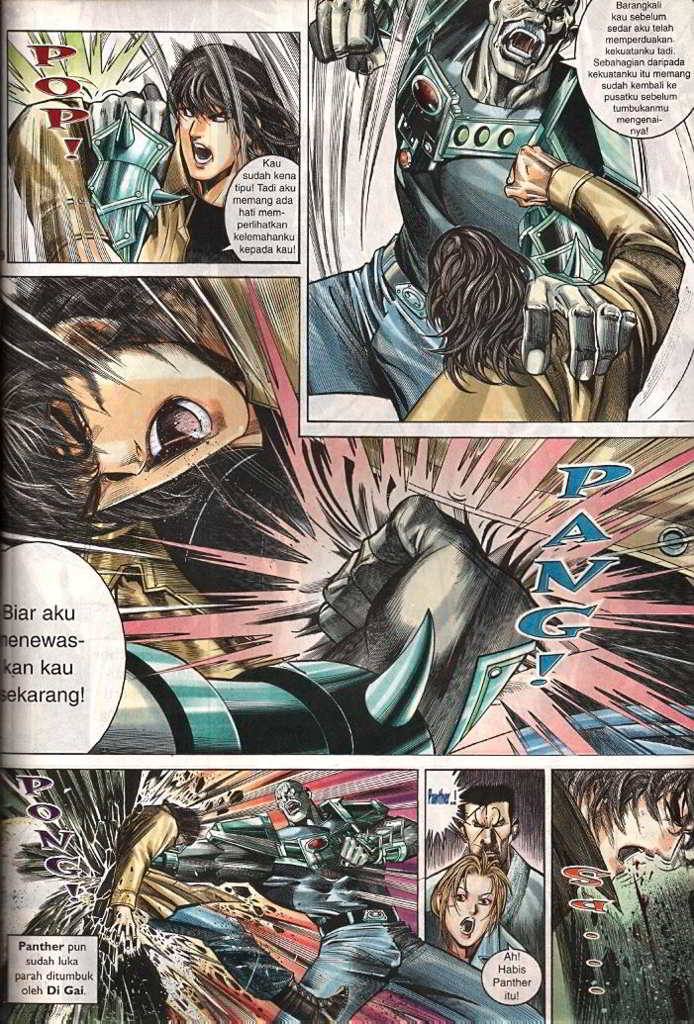 POP!
Kau
sudah kena
tipu! Tadi aku
memang ada
hati mem-
perlihatkan
kelemahanku
kepada kau!
Barangkali
kau sebelum
sedar aku telah
memperduakan
kekuatanku tadi.
Sebahagian daripada
kekuatanku itu memang
sudah kembali ke
pusatku sebelum
tumbukanmu
mengenai-
nya!
PANG!
Biar aku
menewas-
kan kau
sekarang!
PONG!
Panther pun
sudah luka
parah ditumbuk
oleh Di Gai.
Panther...!
Ah!
Habis
Panther
itu!